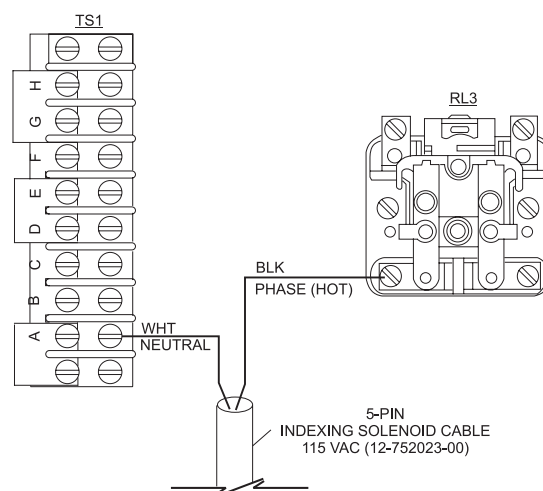 TS1
H
G
F
E
D
C
B
A
RL3
BLK
PHASE (HOT)
WHT
NEUTRAL
5-PIN
INDEXING SOLENOID CABLE
115 VAC (12-752023-00)